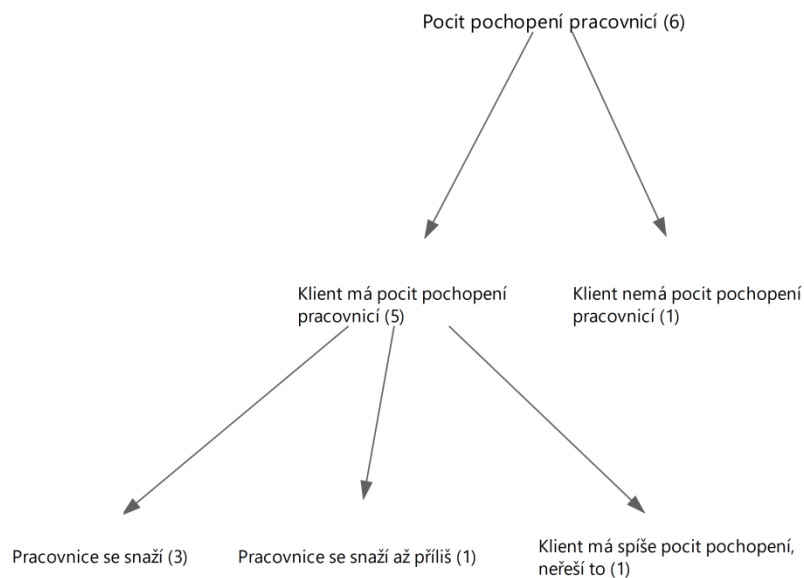 Pocit pochopení pracovnicí (6)
Klient má pocit pochopení
pracovnicí (5)
Klient nemá pocit pochopení
pracovnicí (1)
Pracovnice se snaží (3)
Pracovnice se snaží až příliš (1)
Klient má spíše pocit pochopení,
neřeší to (1)